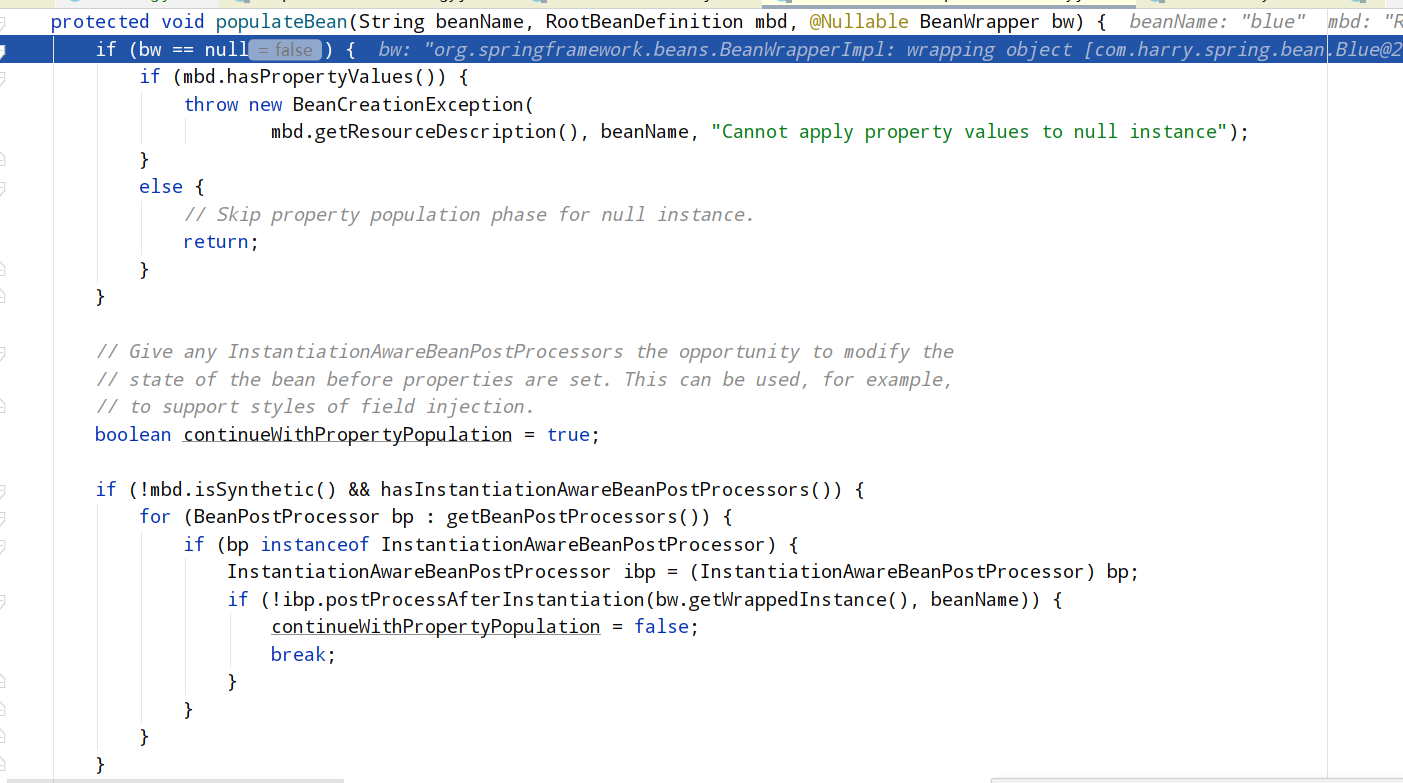 protected void populateBean(String beanName, RootBeanDefinition mbd, @Nullable BeanWrapper bw) {  beanName: "blue"  mbd: "R
if (bw == null = false ) {  bw: "org.springframework.beans.BeanWrapperImpl: wrapping object [com.harry.spring.bean.Blue@2
if (mbd.hasPropertyValues()) {
throw new BeanCreationException(
mbd.getResourceDescription(), beanName, "Cannot apply property values to null instance");
}
else {
// Skip property population phase for null instance.
return;
}
}
// Give any InstantiationAwareBeanPostProcessors the opportunity to modify the
// state of the bean before properties are set. This can be used, for example,
// to support styles of field injection.
boolean continueWithPropertyPopulation = true;
if (!mbd.isSynthetic() && hasInstantiationAwareBeanPostProcessors()) {
for (BeanPostProcessor bp : getBeanPostProcessors()) {
if (bp instanceof InstantiationAwareBeanPostProcessor) {
InstantiationAwareBeanPostProcessor ibp = (InstantiationAwareBeanPostProcessor) bp;
if (!ibp.postProcessAfterInstantiation(bw.getWrappedInstance(), beanName)) {
continueWithPropertyPopulation = false;
break;
}
}
}
}